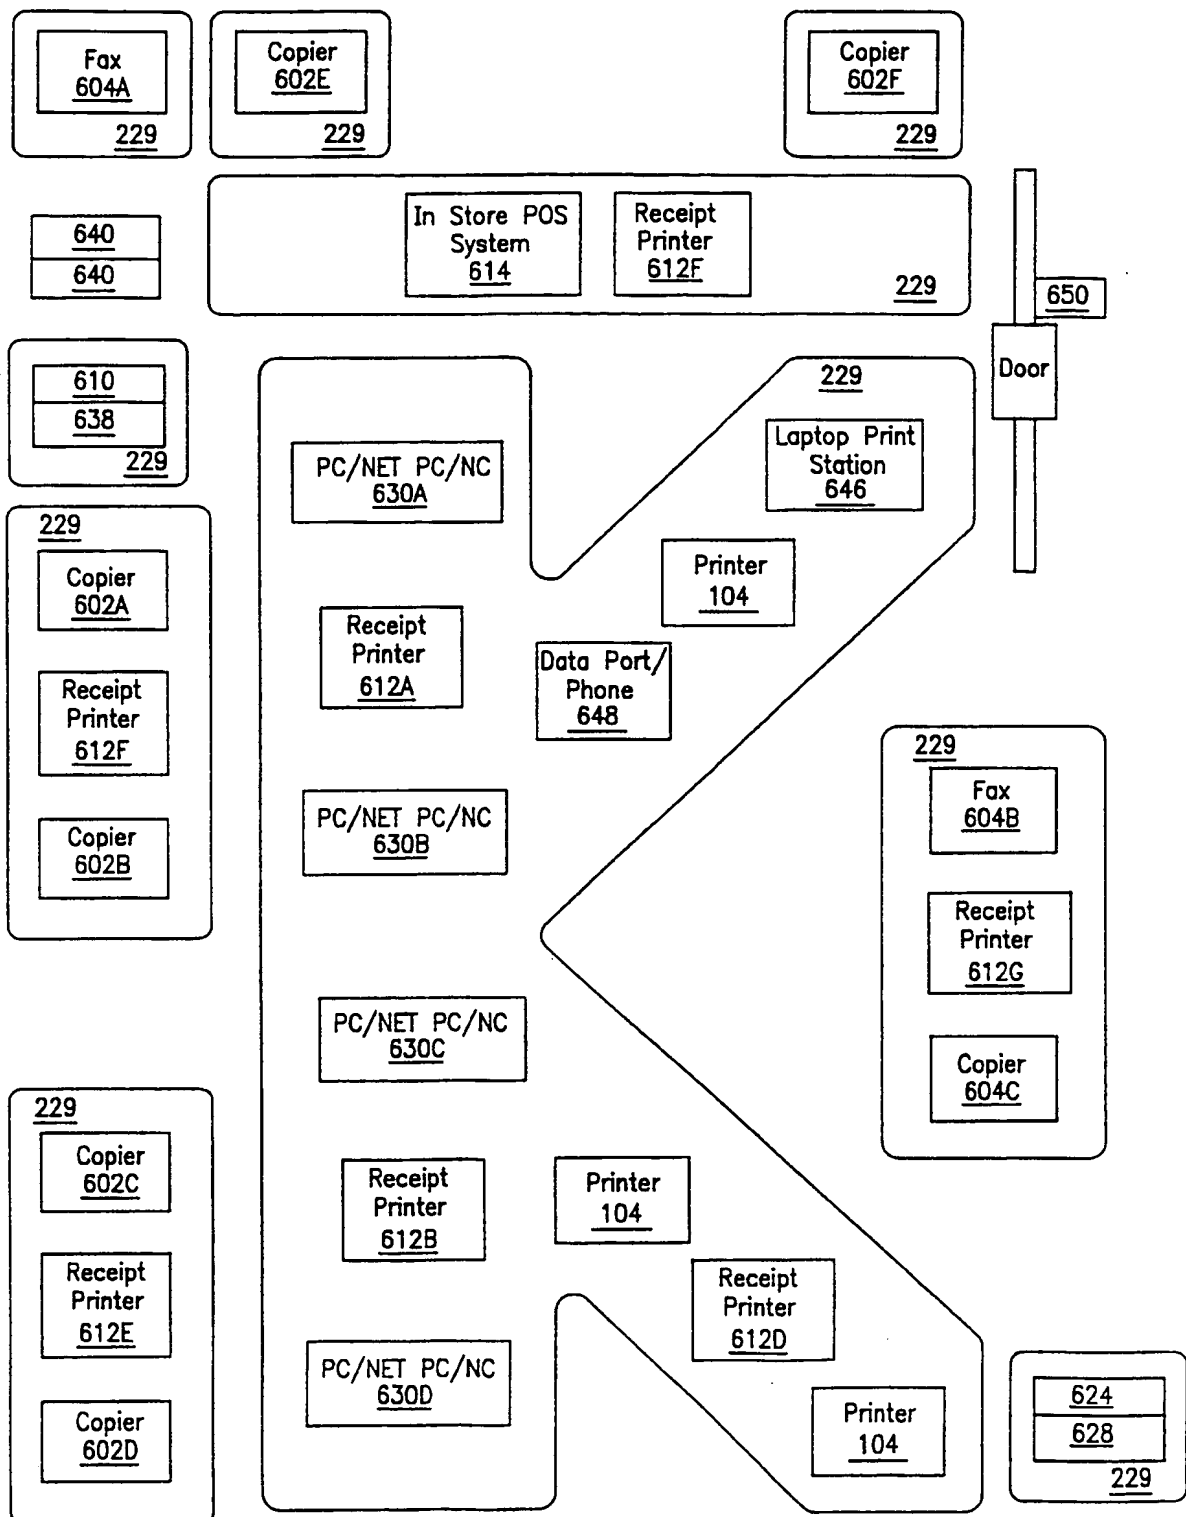 Fax
604A
229
Copier
602E
229
Copier
602F
229
640
640
In Store POS
System
614
Receipt
Printer
612F
229
650
Door
610
638
229
229
Copier
602A
Receipt
Printer
612F
Copier
602B
PC/NET PC/NC
630A
Receipt
Printer
612A
PC/NET PC/NC
630B
PC/NET PC/NC
630C
Receipt
Printer
612B
PC/NET PC/NC
630D
229
Laptop Print
Station
646
Printer
104
Data Port/
Phone
648
Printer
104
Receipt
Printer
612D
Printer
104
229
Fax
604B
Receipt
Printer
612G
Copier
604C
229
Copier
602C
Receipt
Printer
612E
Copier
602D
624
628
229